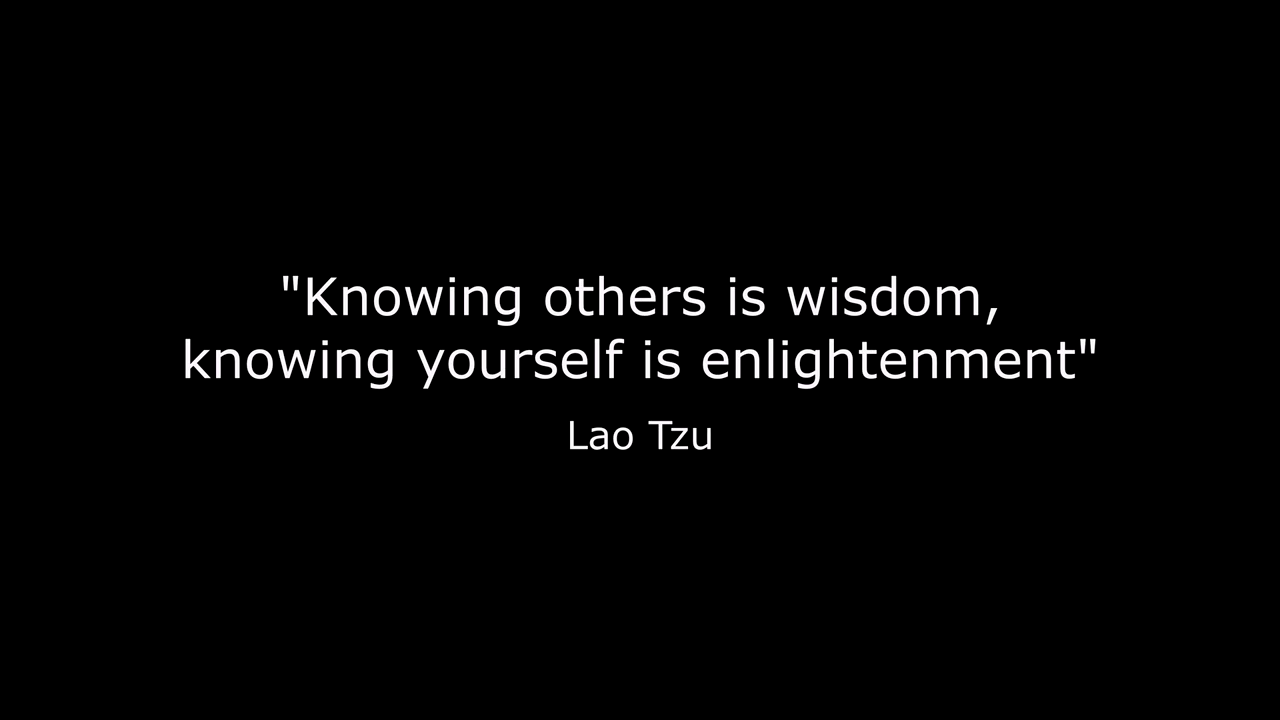 "Knowing others is wisdom,
knowing yourself is enlightenment"
Lao Tzu